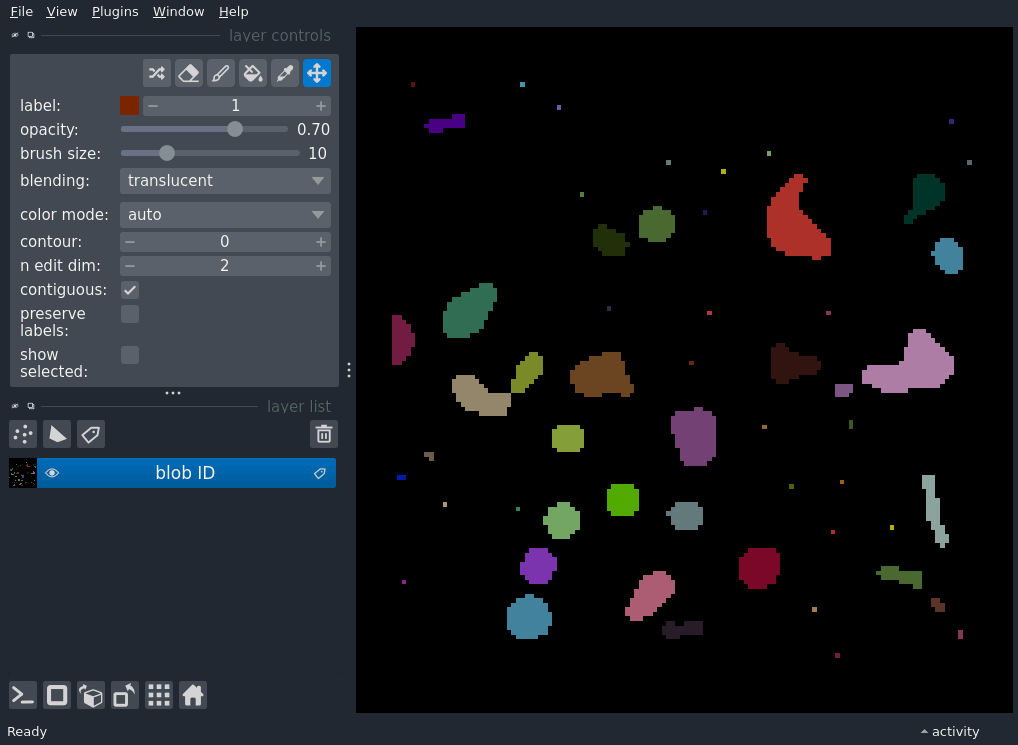 File View Plugins Window Help
layer controls
label: 1
opacity: 0.70
brush size: 10
blending: translucent
color mode: auto
contour: 0
n edit dim: 2
contiguous:
preserve
labels:
show
selected:
layer list
blob ID
Ready
activity